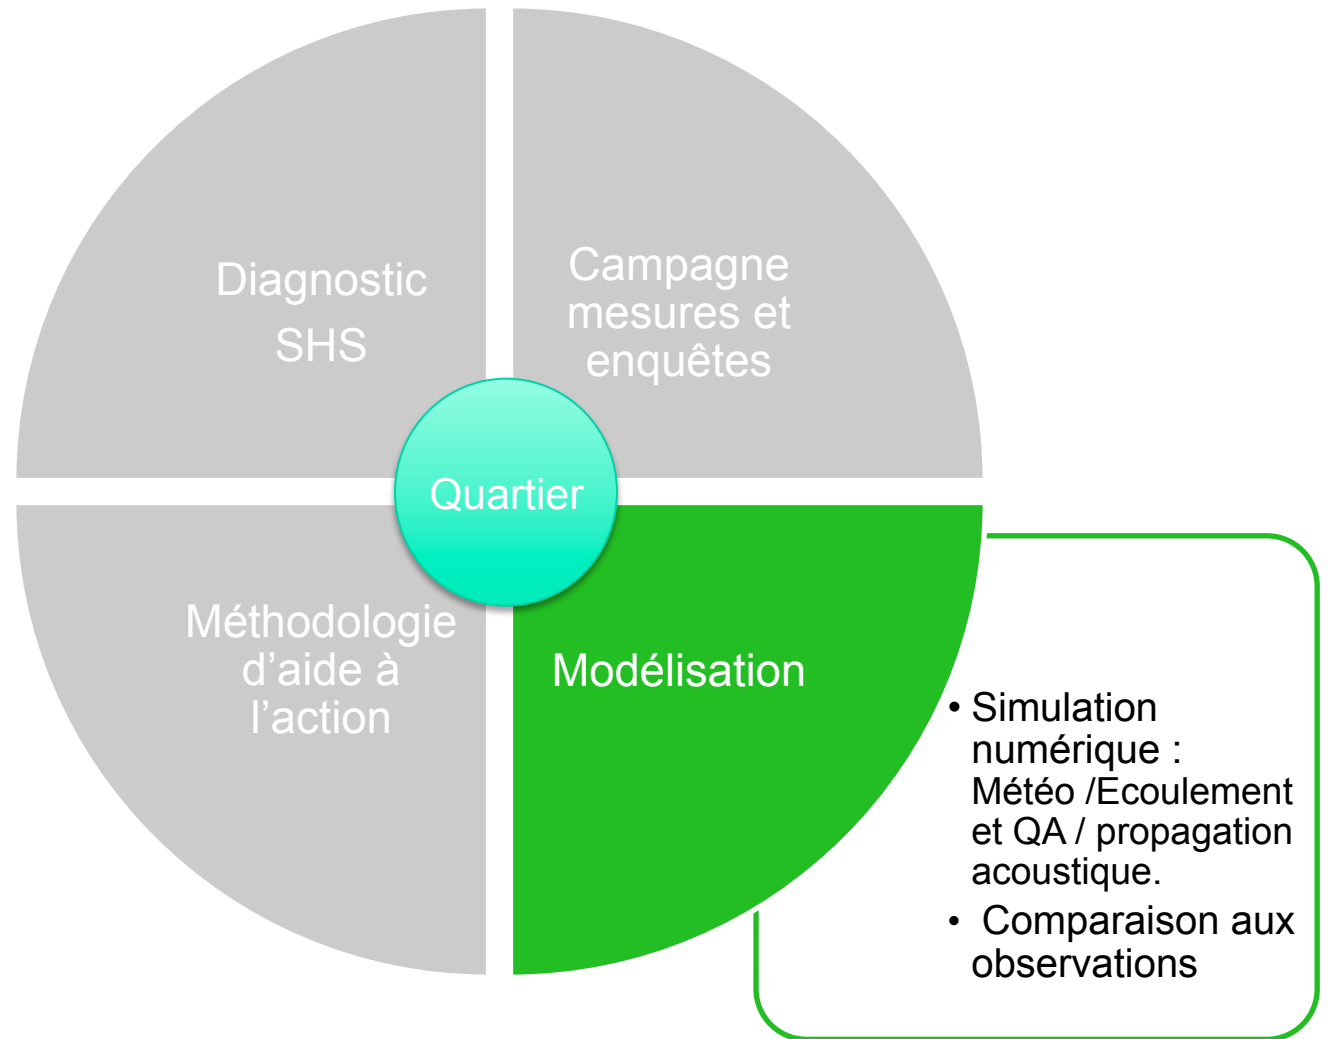 Diagnostic
SHS
Campagne
mesures et
enquêtes
Quartier
Méthodologie
d’aide à
l’action
Modélisation
• Simulation
numérique :
Météo /Ecoulement
et QA / propagation
acoustique.
• Comparaison aux
observations